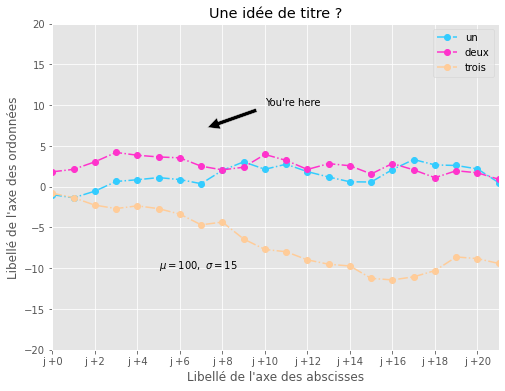 Une idée de titre ?
un
deux
trois
You're here
μ = 100, σ = 15
Libellé de l'axe des ordonnées
20
15
10
5
0
−5
−10
−15
−20
j +0 j +2 j +4 j +6 j +8 j +10 j +12 j +14 j +16 j +18 j +20
Libellé de l'axe des abscisses